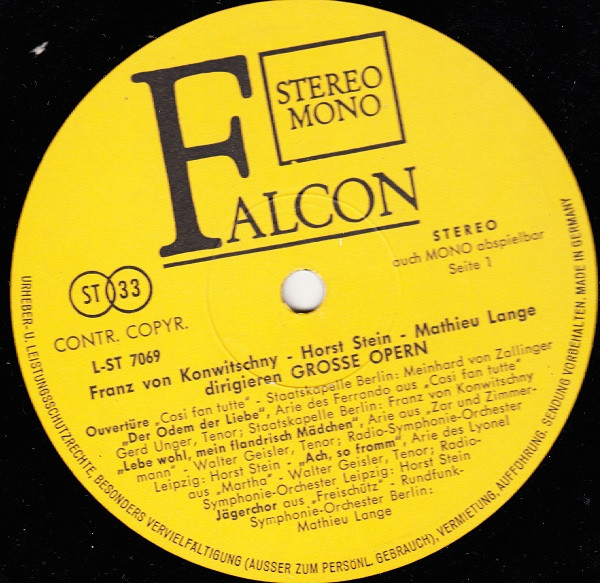 STEREO
MONO
FALCON
STEREO
auch MONO abspielbar
Seite 1
ST 33
CONTR. COPYR.
L-ST 7069
Franz von Konwitschny - Horst Stein - Mathieu Lange
dirigieren GROSSE OPERN
Ouvertüre „Cosi fan tutte" - Staatskapelle Berlin: Meinhard von Zallinger
„Der Odem der Liebe", Arie des Ferrando aus „Cosi fan tutte"
Gerd Unger, Tenor; Staatskapelle Berlin: Franz von Konwitschny
„Lebe wohl, mein flandrisch Mädchen", Arie aus „Zar und Zimmer-
mann" - Walter Geisler, Tenor; Radio-Symphonie-Orchester
Leipzig: Horst Stein - „Ach, so fromm", Arie des Lyonel
aus „Martha" - Walter Geisler, Tenor; Radio-
Symphonie-Orchester Leipzig: Horst Stein
Jägerchor aus „Freischütz" - Rundfunk-
Symphonie-Orchester Berlin:
Mathieu Lange
URHEBER- U. LEISTUNGSSCHUTZRECHTE, BESONDERS VERVIELFÄLTIGUNG (AUSSER ZUM PERSÖNL. GEBRAUCH), VERMIETUNG, AUFFÜHRUNG, SENDUNG VORBEHALTEN. MADE IN GERMANY